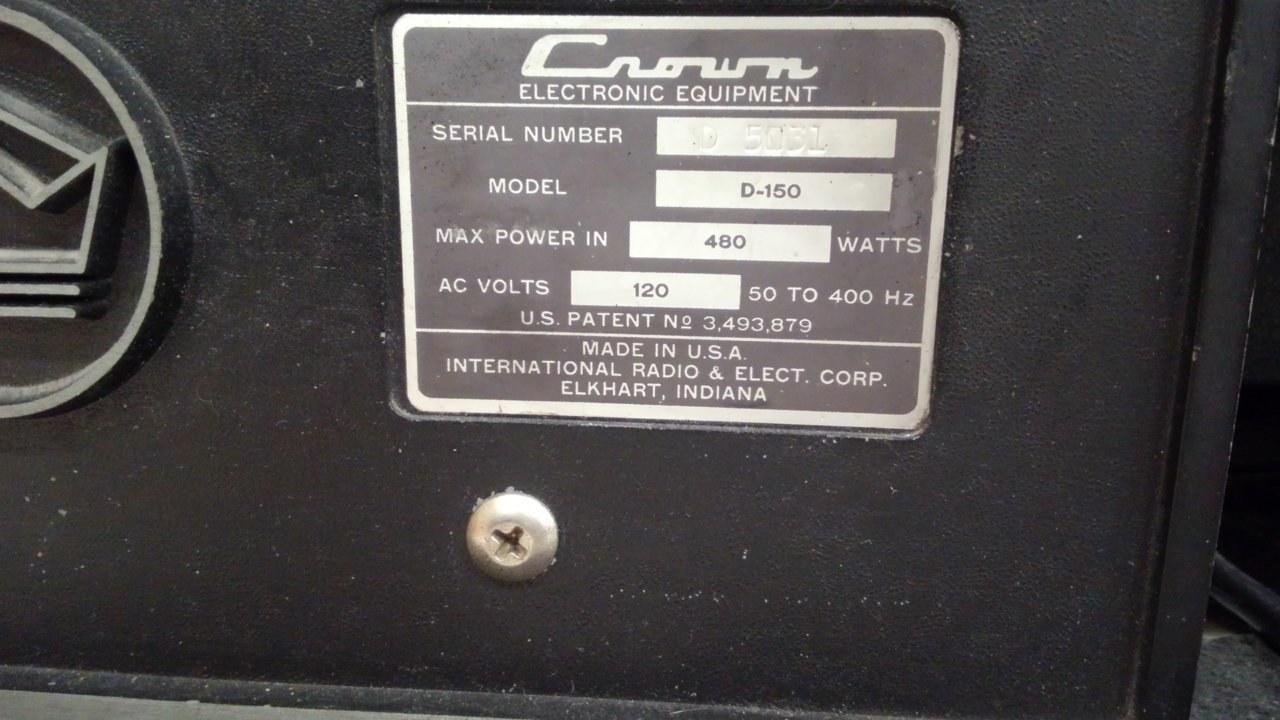 Crown
ELECTRONIC EQUIPMENT
SERIAL NUMBER
MODEL D-150
MAX POWER IN 480 WATTS
AC VOLTS 120 50 TO 400 Hz
U.S. PATENT Nº 3,493,879
MADE IN U.S.A.
INTERNATIONAL RADIO & ELECT. CORP.
ELKHART, INDIANA